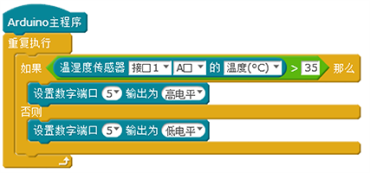 Arduino主程序
重复执行
如果 温湿度传感器 接口1 A口 的 温度(°C) > 35 那么
设置数字端口 5 输出为 高电平
否则
设置数字端口 5 输出为 低电平